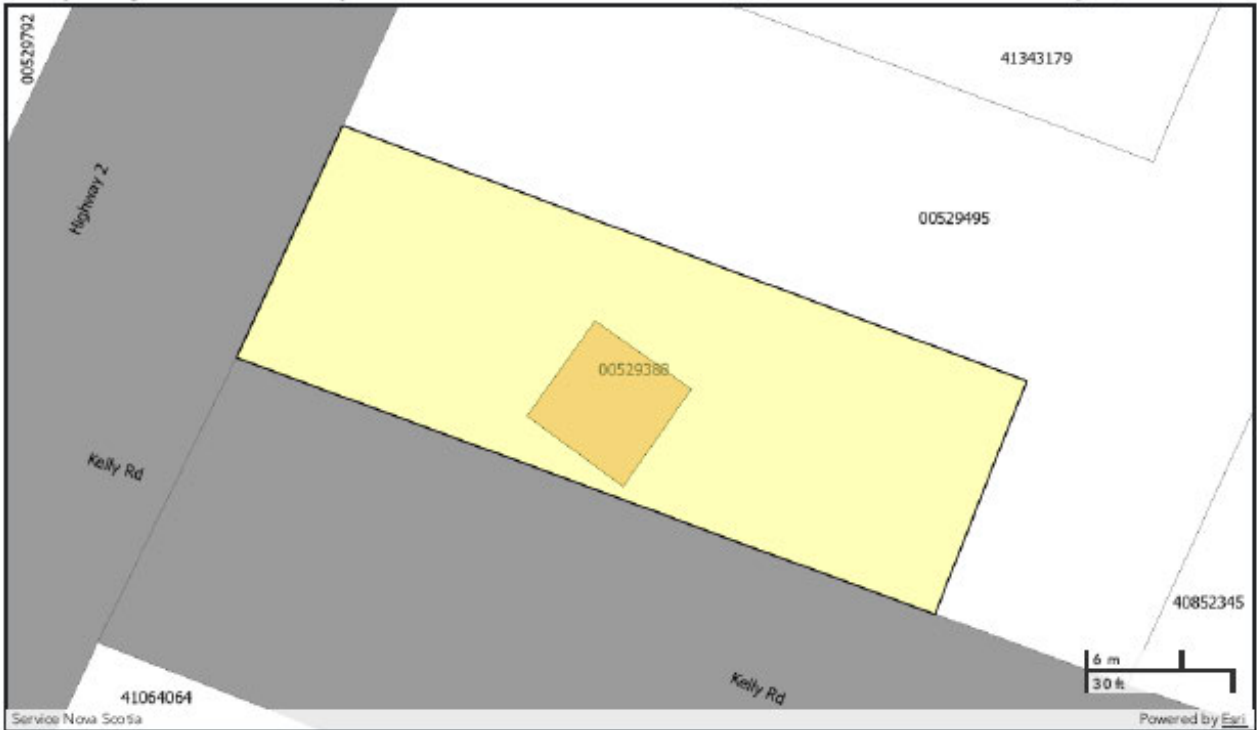 00529792
41343179
Highway 2
00529495
00529388
Kelly Rd
40852345
6 m
30 ft
Kelly Rd
41064064
Service Nova Scotia
Powered by Esri